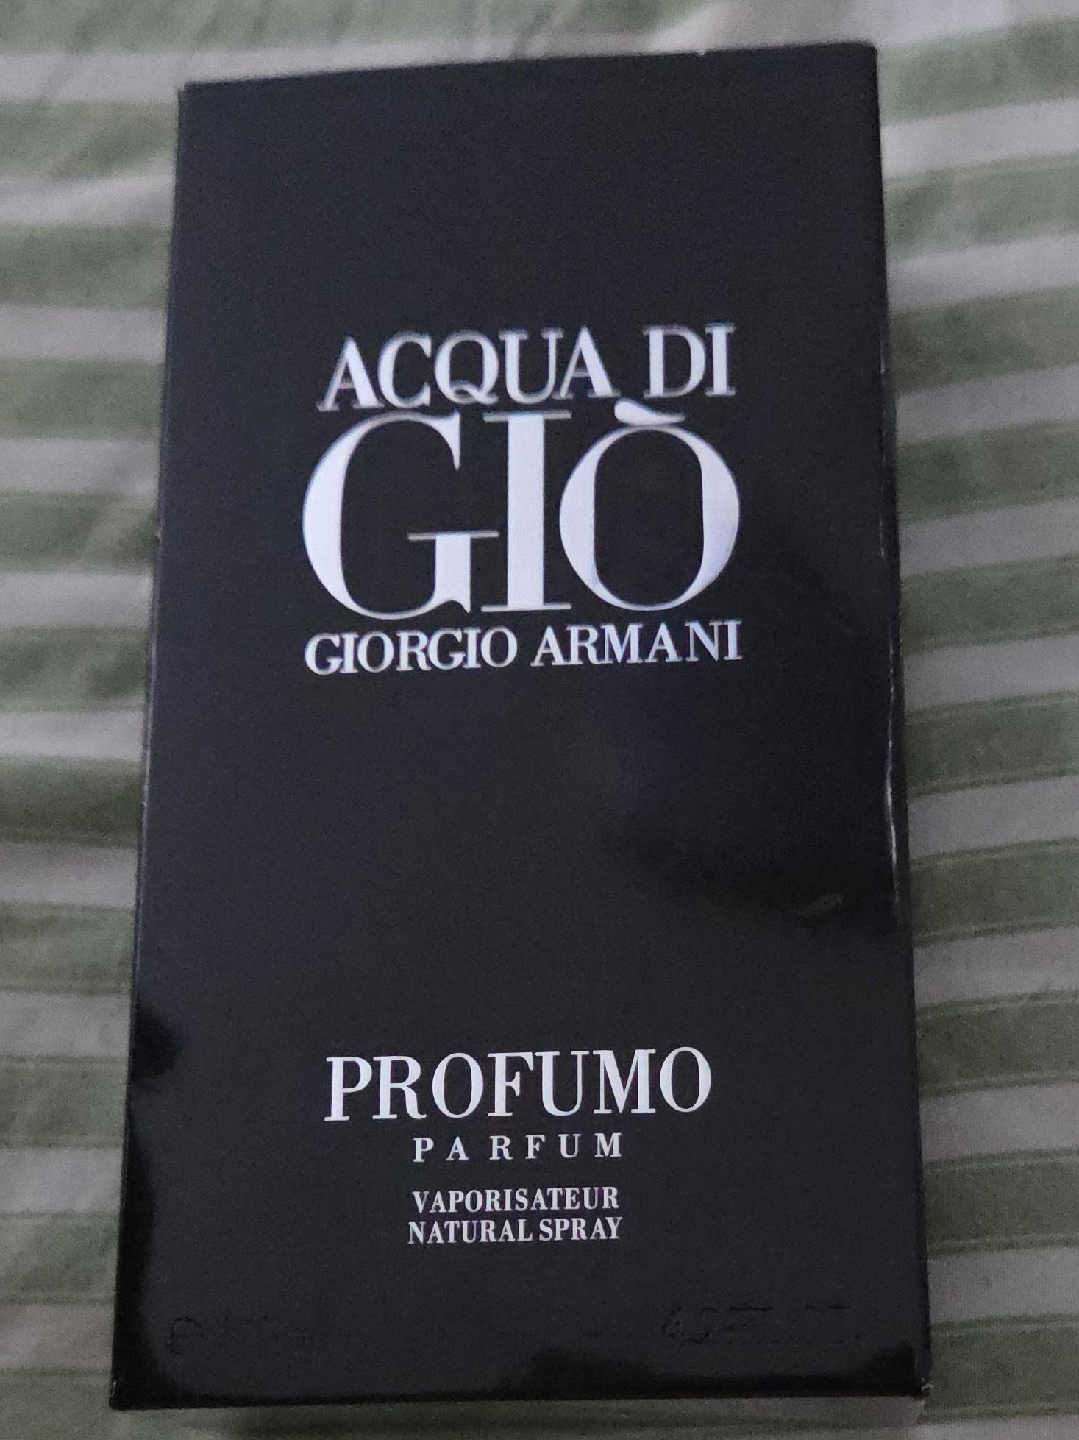 ACQUA DI
GIÒ
GIORGIO ARMANI
PROFUMO
PARFUM
VAPORISATEUR
NATURAL SPRAY